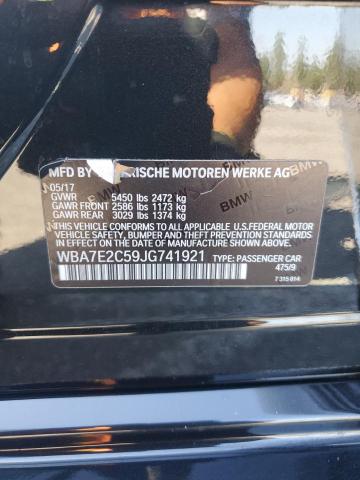 MFD BY RISCHE MOTOREN WERKE AG
05/17
GVWR 5450 lbs 2472 kg
GAWR FRONT 2586 lbs 1173 kg
GAWR REAR 3029 lbs 1374 kg
THIS VEHICLE CONFORMS TO ALL APPLICABLE U.S.FEDERAL MOTOR
VEHICLE SAFETY, BUMPER AND THEFT PREVENTION STANDARDS
IN EFFECT ON THE DATE OF MANUFACTURE SHOWN ABOVE.
WBA7E2C59JG741921 TYPE: PASSENGER CAR
475/9
7 315 814
BMW
BMW